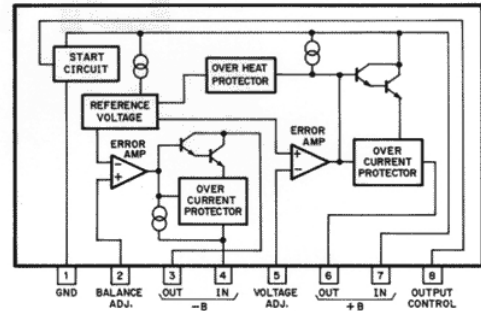 START
CIRCUIT
OVER HEAT
PROTECTOR
REFERENCE
VOLTAGE
ERROR
AMP
-
+
OVER
CURRENT
PROTECTOR
ERROR
AMP
+
-
OVER
CURRENT
PROTECTOR
1 2 3 4 5 6 7 8
GND BALANCE ADJ. OUT IN VOLTAGE ADJ. OUT IN OUTPUT CONTROL
-B +B